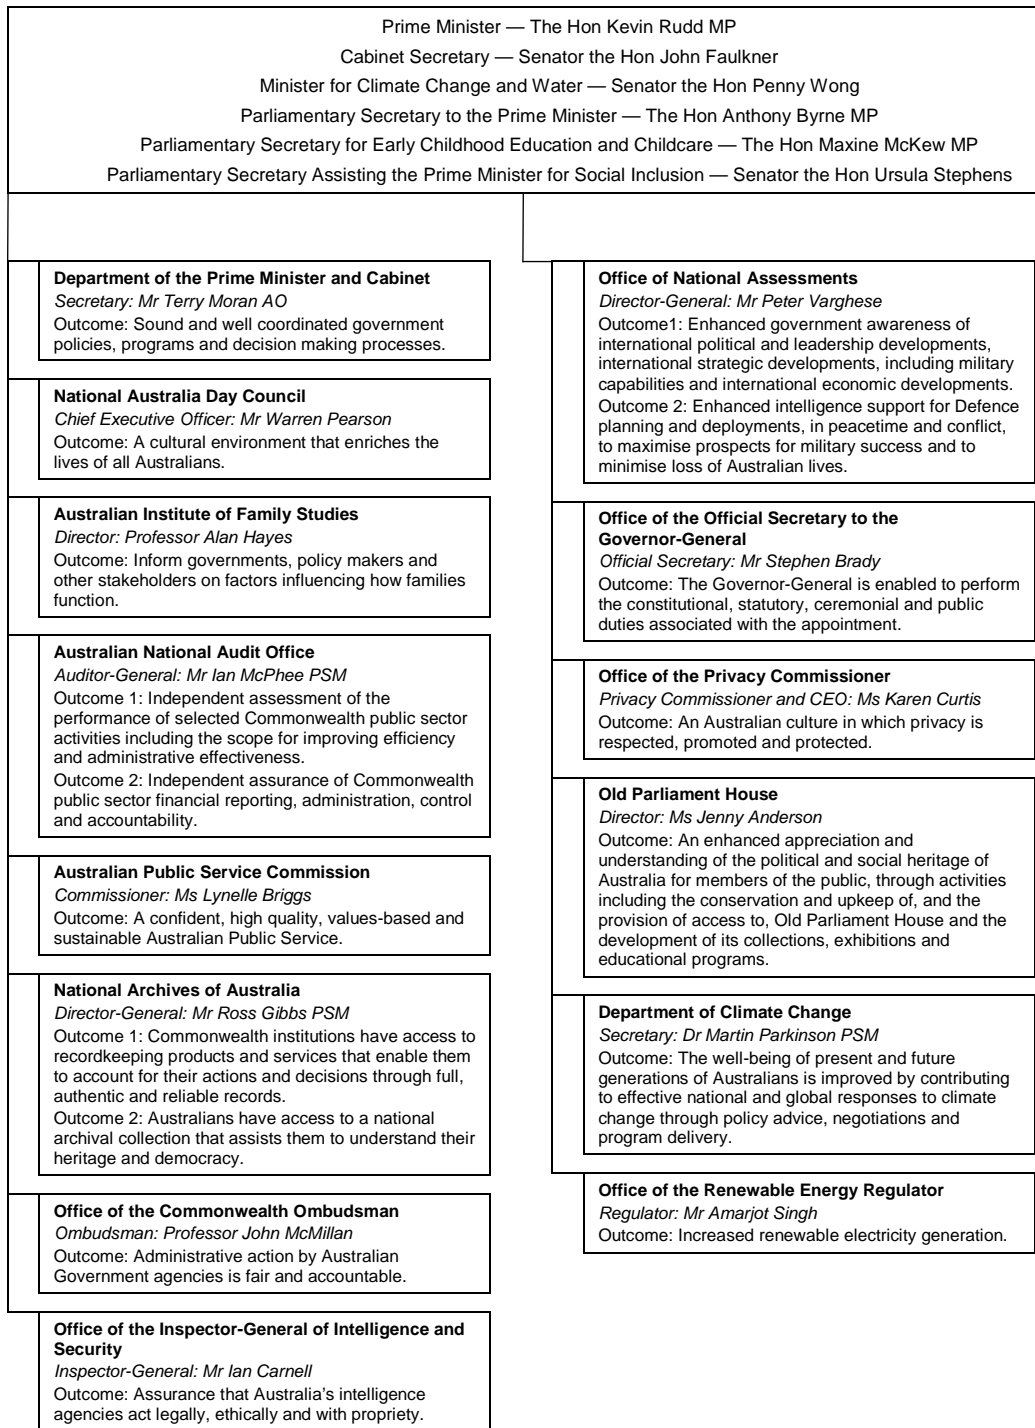 Prime Minister — The Hon Kevin Rudd MP
Cabinet Secretary — Senator the Hon John Faulkner
Minister for Climate Change and Water — Senator the Hon Penny Wong
Parliamentary Secretary to the Prime Minister — The Hon Anthony Byrne MP
Parliamentary Secretary for Early Childhood Education and Childcare — The Hon Maxine McKew MP
Parliamentary Secretary Assisting the Prime Minister for Social Inclusion — Senator the Hon Ursula Stephens
Department of the Prime Minister and Cabinet
Secretary: Mr Terry Moran AO
Outcome: Sound and well coordinated government
policies, programs and decision making processes.
National Australia Day Council
Chief Executive Officer: Mr Warren Pearson
Outcome: A cultural environment that enriches the
lives of all Australians.
Australian Institute of Family Studies
Director: Professor Alan Hayes
Outcome: Inform governments, policy makers and
other stakeholders on factors influencing how families
function.
Australian National Audit Office
Auditor-General: Mr Ian McPhee PSM
Outcome 1: Independent assessment of the
performance of selected Commonwealth public sector
activities including the scope for improving efficiency
and administrative effectiveness.
Outcome 2: Independent assurance of Commonwealth
public sector financial reporting, administration, control
and accountability.
Australian Public Service Commission
Commissioner: Ms Lynelle Briggs
Outcome: A confident, high quality, values-based and
sustainable Australian Public Service.
National Archives of Australia
Director-General: Mr Ross Gibbs PSM
Outcome 1: Commonwealth institutions have access to
recordkeeping products and services that enable them
to account for their actions and decisions through full,
authentic and reliable records.
Outcome 2: Australians have access to a national
archival collection that assists them to understand their
heritage and democracy.
Office of the Commonwealth Ombudsman
Ombudsman: Professor John McMillan
Outcome: Administrative action by Australian
Government agencies is fair and accountable.
Office of the Inspector-General of Intelligence and
Security
Inspector-General: Mr Ian Carnell
Outcome: Assurance that Australia's intelligence
agencies act legally, ethically and with propriety.
Office of National Assessments
Director-General: Mr Peter Varghese
Outcome1: Enhanced government awareness of
international political and leadership developments,
international strategic developments, including military
capabilities and international economic developments.
Outcome 2: Enhanced intelligence support for Defence
planning and deployments, in peacetime and conflict,
to maximise prospects for military success and to
minimise loss of Australian lives.
Office of the Official Secretary to the
Governor-General
Official Secretary: Mr Stephen Brady
Outcome: The Governor-General is enabled to perform
the constitutional, statutory, ceremonial and public
duties associated with the appointment.
Office of the Privacy Commissioner
Privacy Commissioner and CEO: Ms Karen Curtis
Outcome: An Australian culture in which privacy is
respected, promoted and protected.
Old Parliament House
Director: Ms Jenny Anderson
Outcome: An enhanced appreciation and
understanding of the political and social heritage of
Australia for members of the public, through activities
including the conservation and upkeep of, and the
provision of access to, Old Parliament House and the
development of its collections, exhibitions and
educational programs.
Department of Climate Change
Secretary: Dr Martin Parkinson PSM
Outcome: The well-being of present and future
generations of Australians is improved by contributing
to effective national and global responses to climate
change through policy advice, negotiations and
program delivery.
Office of the Renewable Energy Regulator
Regulator: Mr Amarjot Singh
Outcome: Increased renewable electricity generation.